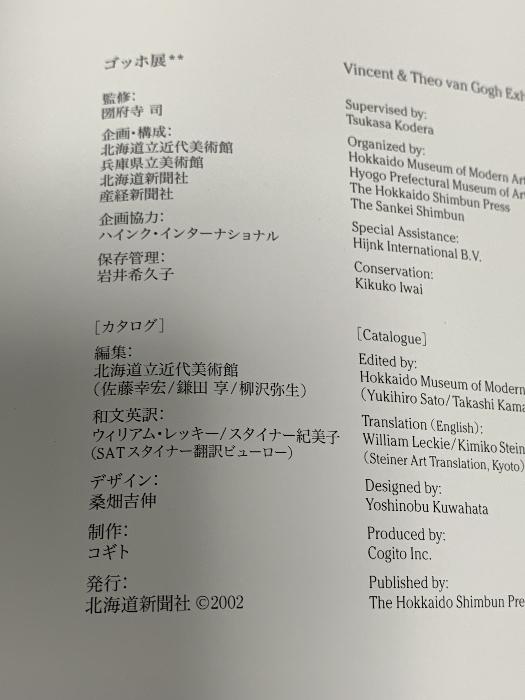 ゴッホ展**
監修：
圀府寺 司
企画・構成：
北海道立近代美術館
兵庫県立美術館
北海道新聞社
産経新聞社
企画協力：
ハインク・インターナショナル
保存管理：
岩井希久子
［カタログ］
編集：
北海道立近代美術館
（佐藤幸宏/鎌田 享/柳沢弥生）
和文英訳：
ウィリアム・レッキー/スタイナー紀美子
（SATスタイナー翻訳ビューロー）
デザイン：
桑畑吉伸
制作：
コギト
発行：
北海道新聞社 ©2002
Vincent & Theo van Gogh Exh
Supervised by:
Tsukasa Kodera
Organized by:
Hokkaido Museum of Modern Art
Hyogo Prefectural Museum of Ar
The Hokkaido Shimbun Press
The Sankei Shimbun
Special Assistance:
Hijnk International B.V.
Conservation:
Kikuko Iwai
[Catalogue]
Edited by:
Hokkaido Museum of Modern
(Yukihiro Sato/Takashi Kama
Translation (English):
William Leckie/Kimiko Stein
(Steiner Art Translation, Kyoto)
Designed by:
Yoshinobu Kuwahata
Produced by:
Cogito Inc.
Published by:
The Hokkaido Shimbun Pre